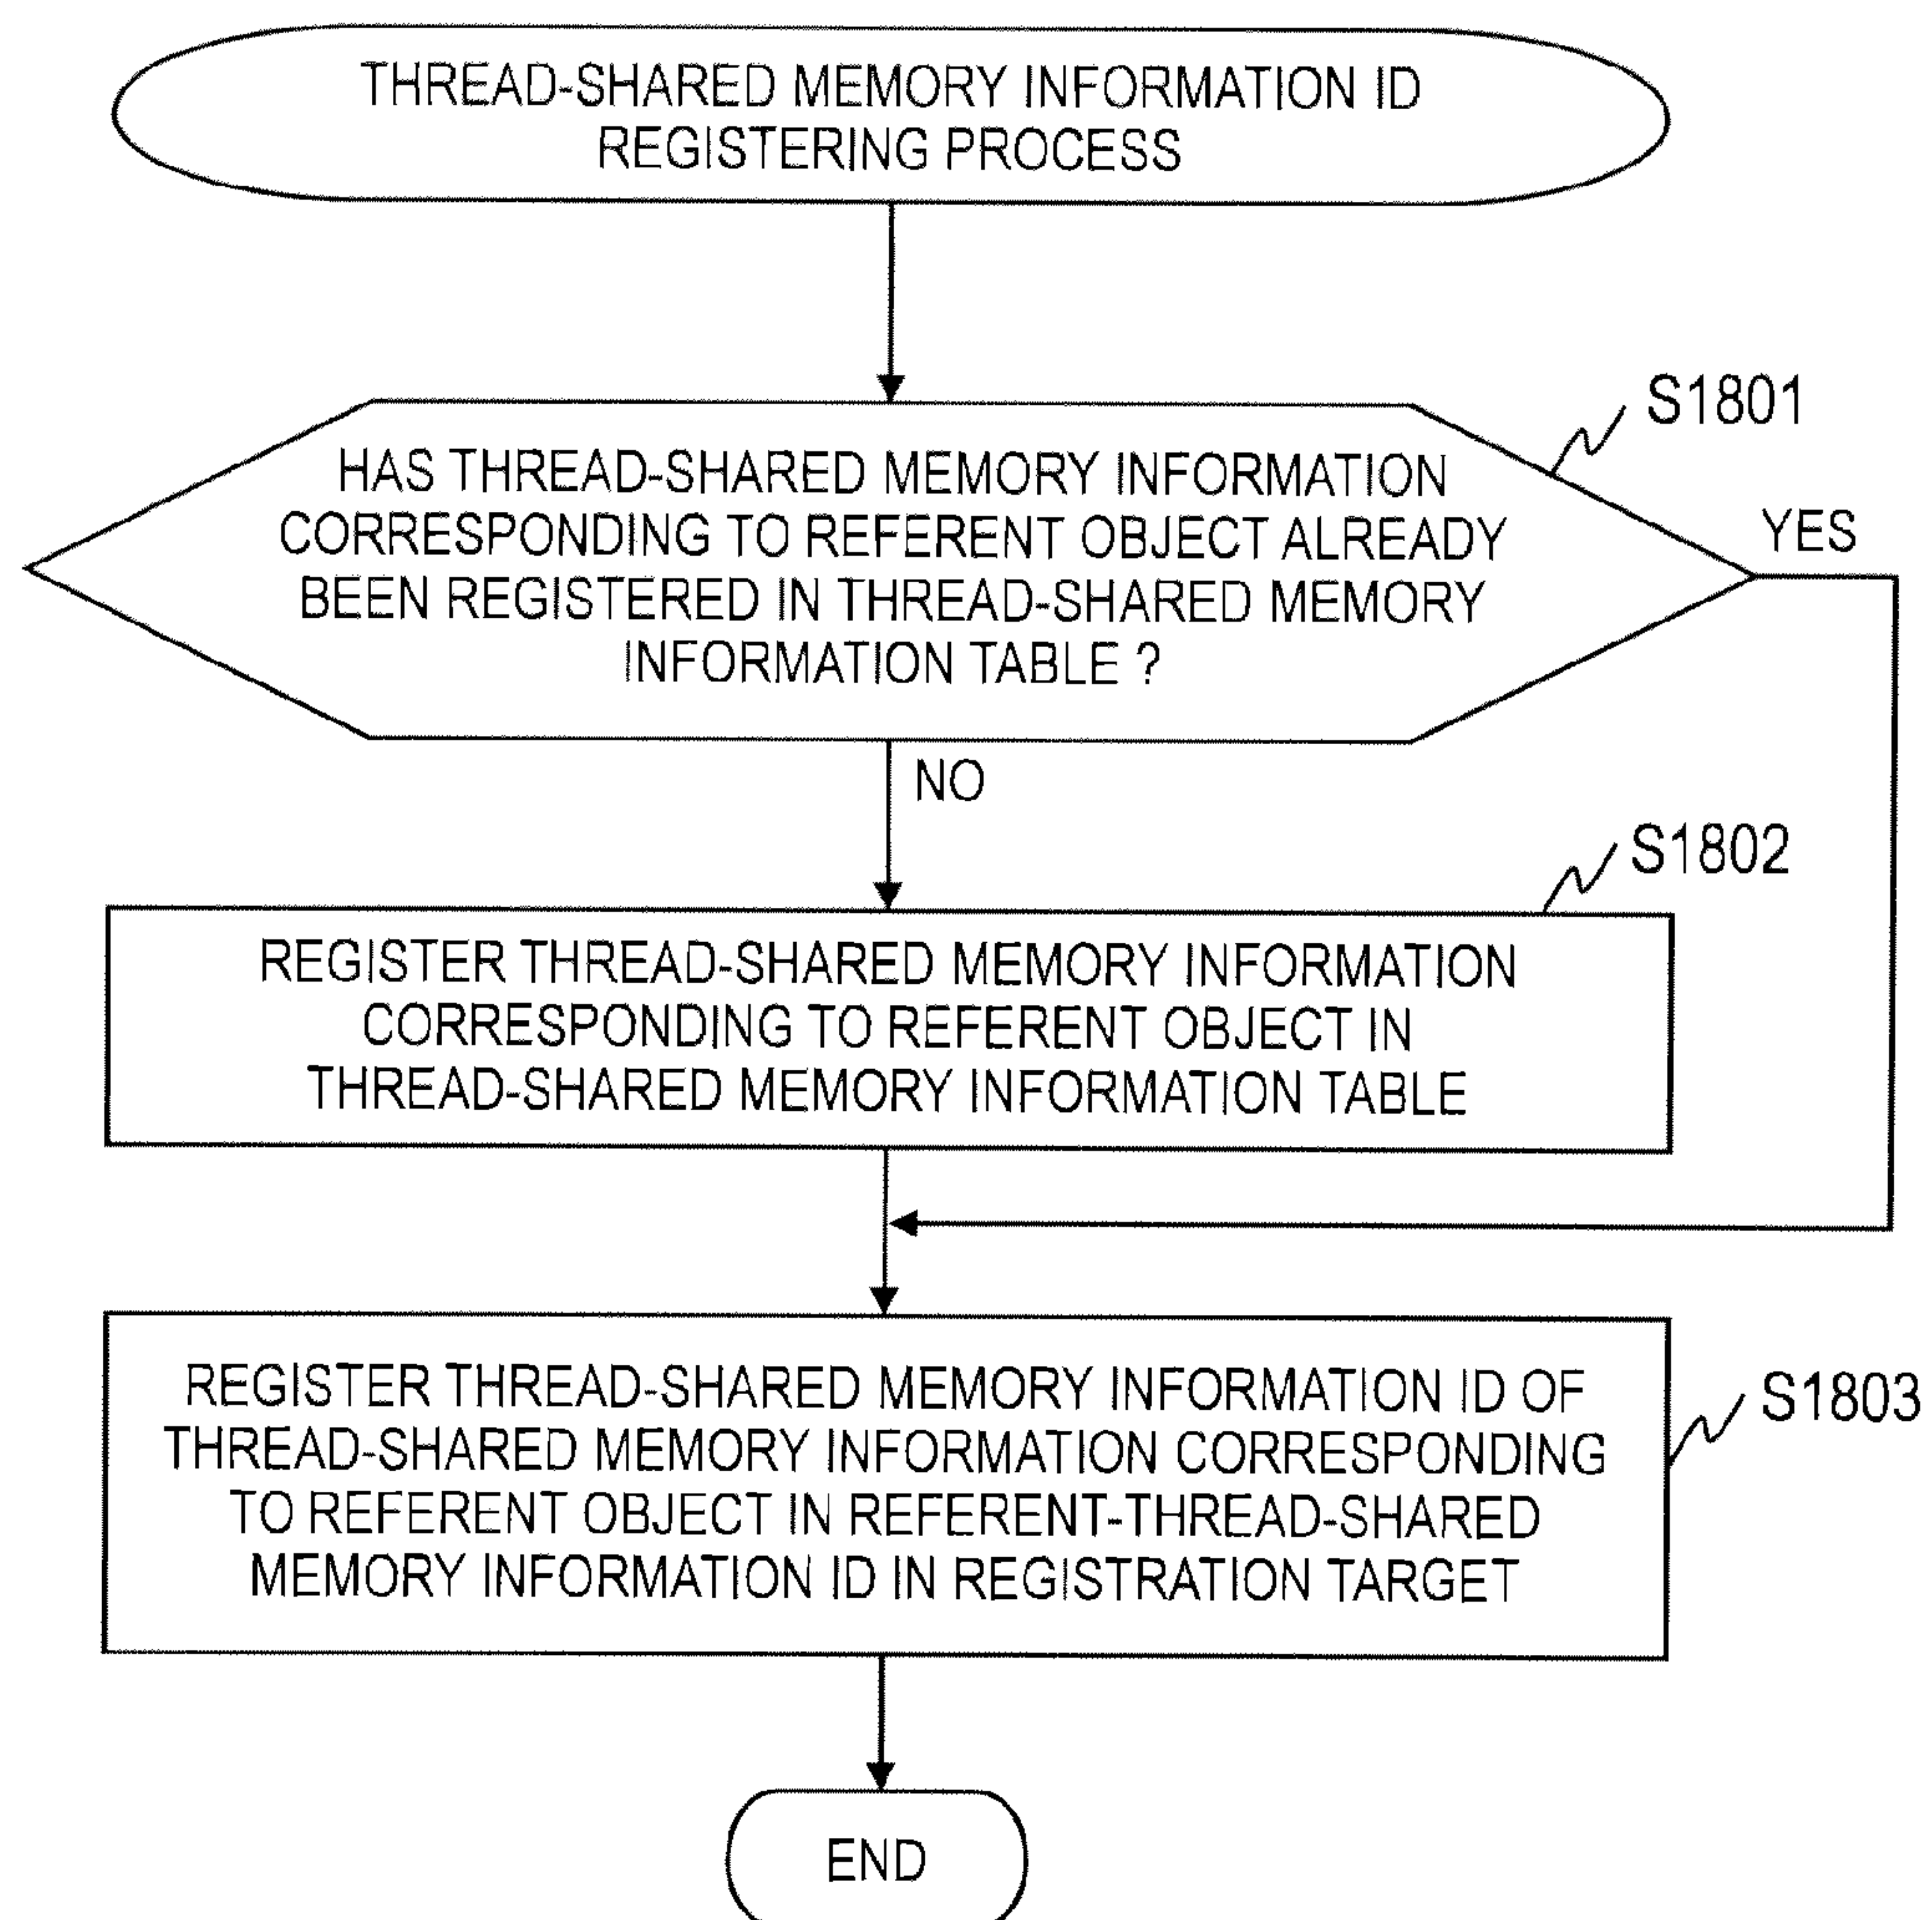 THREAD-SHARED MEMORY INFORMATION ID
REGISTERING PROCESS
S1801
HAS THREAD-SHARED MEMORY INFORMATION
CORRESPONDING TO REFERENT OBJECT ALREADY
BEEN REGISTERED IN THREAD-SHARED MEMORY
INFORMATION TABLE ?
YES
NO
S1802
REGISTER THREAD-SHARED MEMORY INFORMATION
CORRESPONDING TO REFERENT OBJECT IN
THREAD-SHARED MEMORY INFORMATION TABLE
REGISTER THREAD-SHARED MEMORY INFORMATION ID OF
THREAD-SHARED MEMORY INFORMATION CORRESPONDING
TO REFERENT OBJECT IN REFERENT-THREAD-SHARED
MEMORY INFORMATION ID IN REGISTRATION TARGET
S1803
END